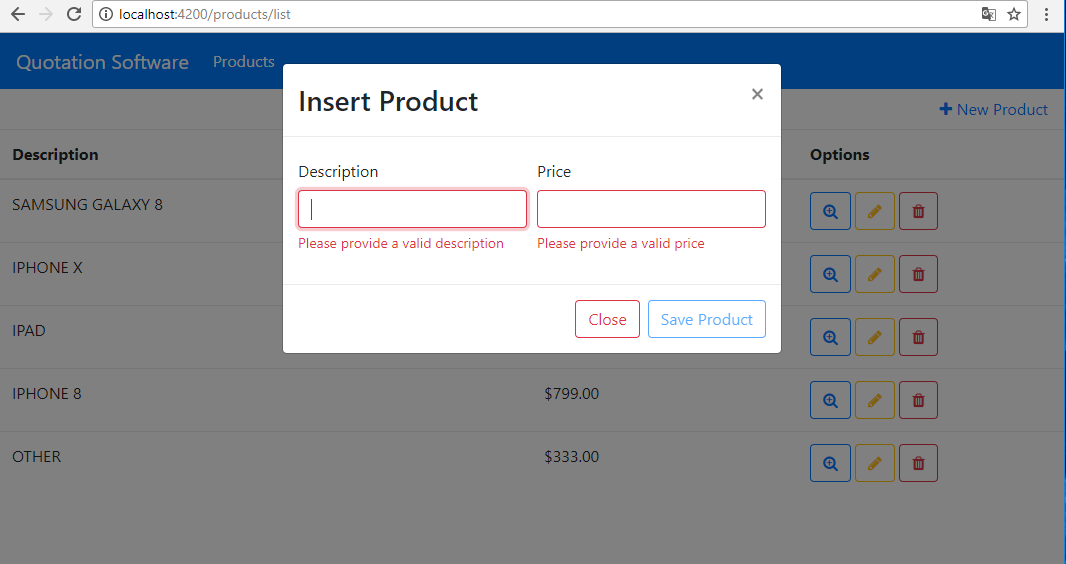 localhost:4200/products/list
Quotation Software Products
Insert Product ×
New Product
Description Options
Description Price
SAMSUNG GALAXY 8
Please provide a valid description Please provide a valid price
IPHONE X
Close Save Product
IPAD
IPHONE 8 $799.00
OTHER $333.00